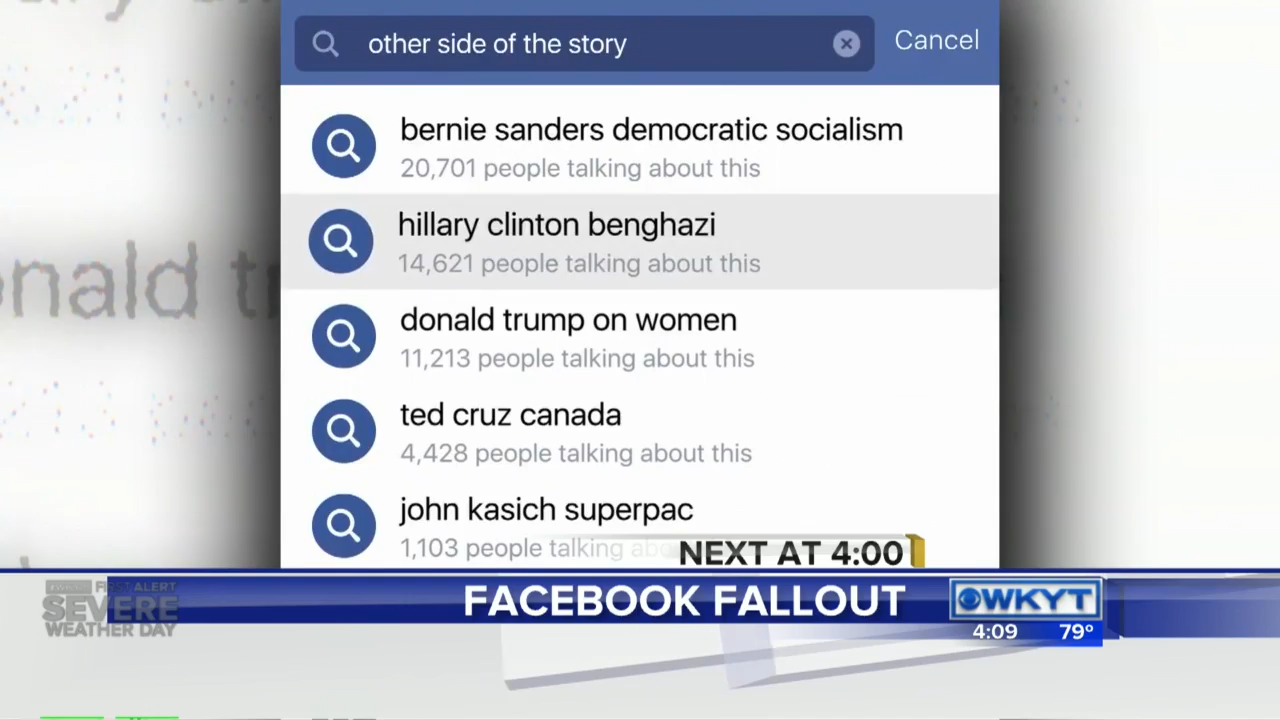 other side of the story
Cancel
bernie sanders democratic socialism
20,701 people talking about this
hillary clinton benghazi
14,621 people talking about this
donald trump on women
11,213 people talking about this
ted cruz canada
4,428 people talking about this
john kasich superpac
1,103 people talking
onald t
NEXT AT 4:00
FACEBOOK FALLOUT
WKYT
4:09 79°
FIRST ALERT
SEVERE
WEATHER DAY